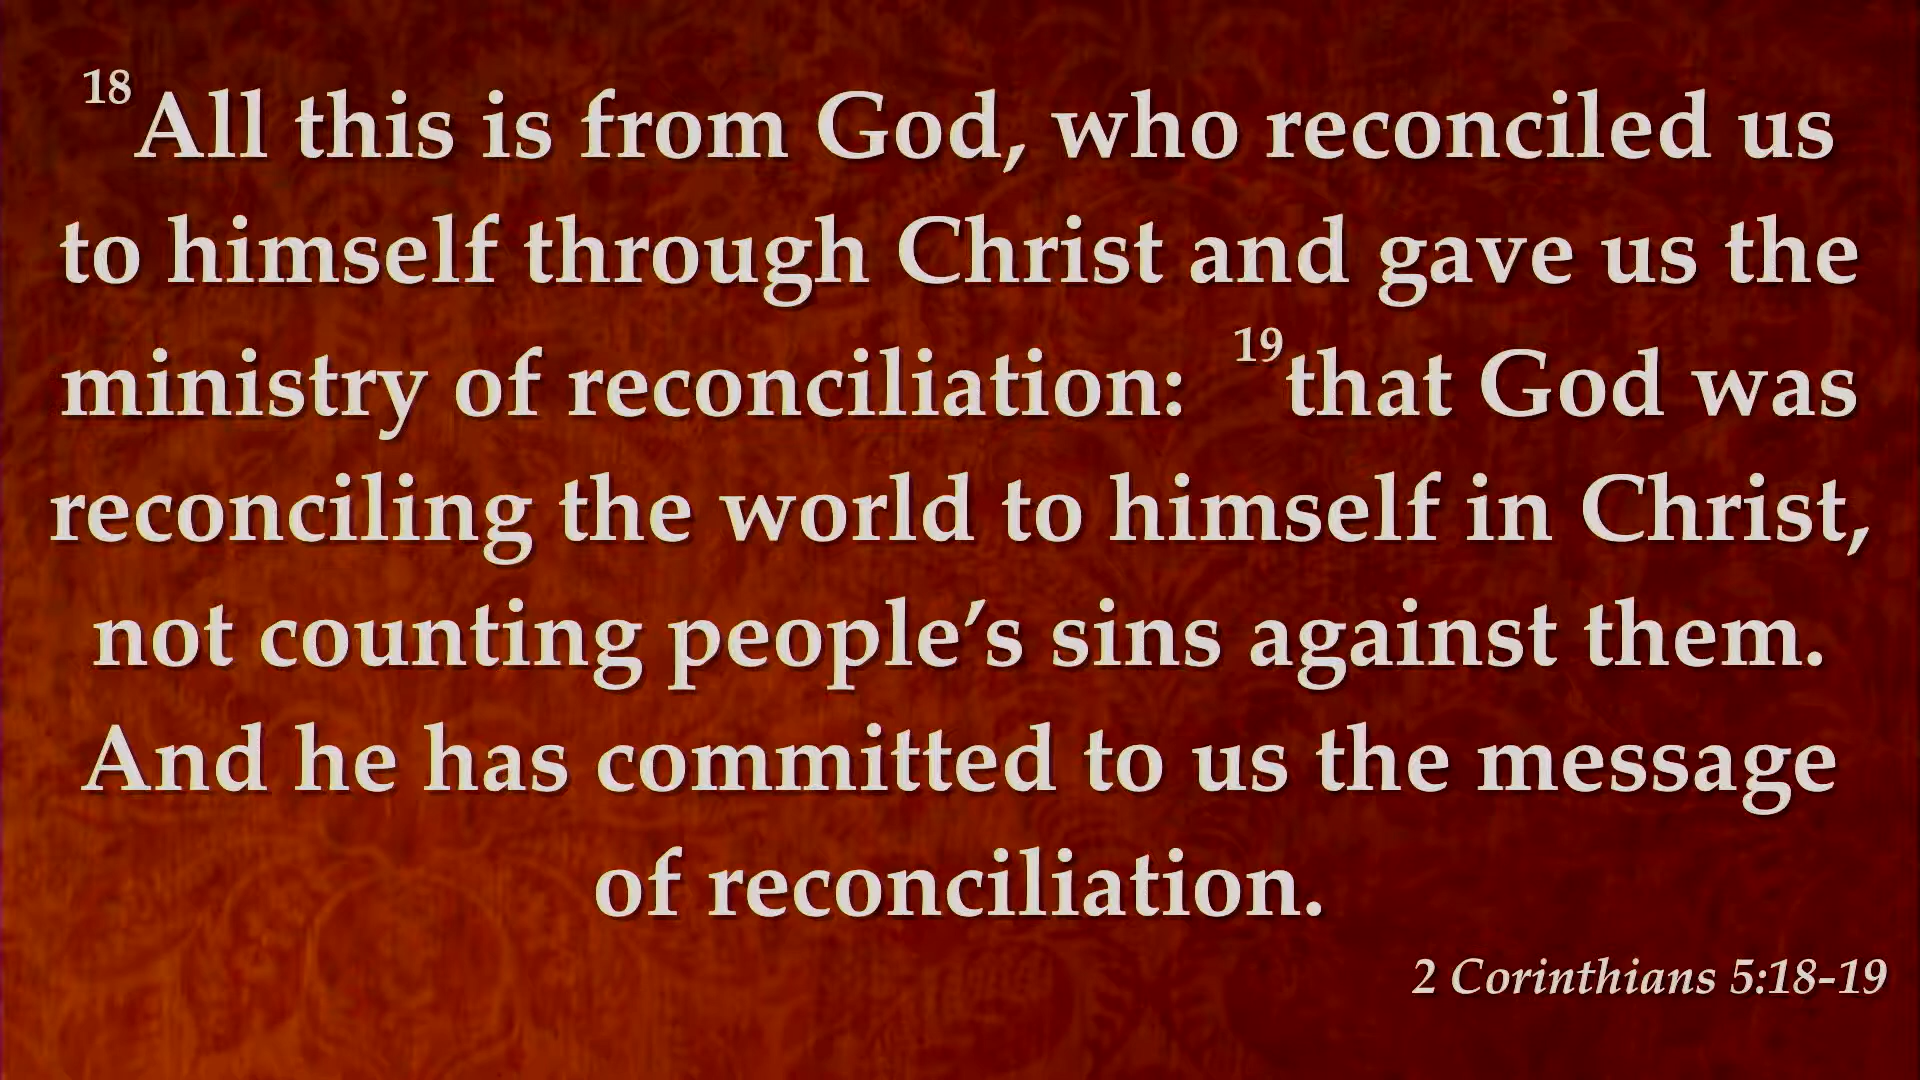 18All this is from God, who reconciled us
to himself through Christ and gave us the
ministry of reconciliation: 19that God was
reconciling the world to himself in Christ,
not counting people’s sins against them.
And he has committed to us the message
of reconciliation.
2 Corinthians 5:18-19